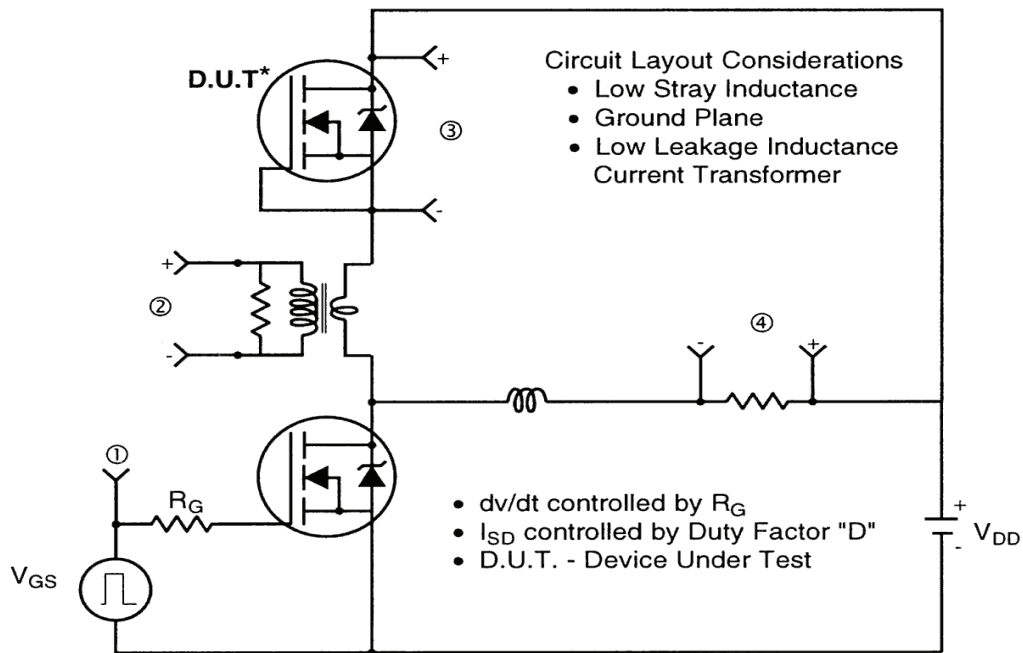 D.U.T*
+
③
-
Circuit Layout Considerations
• Low Stray Inductance
• Ground Plane
• Low Leakage Inductance
Current Transformer
+
②
-
④
-
+
①
R_G
V_GS
• dv/dt controlled by R_G
• I_SD controlled by Duty Factor "D"
• D.U.T. - Device Under Test
+
V_DD
-